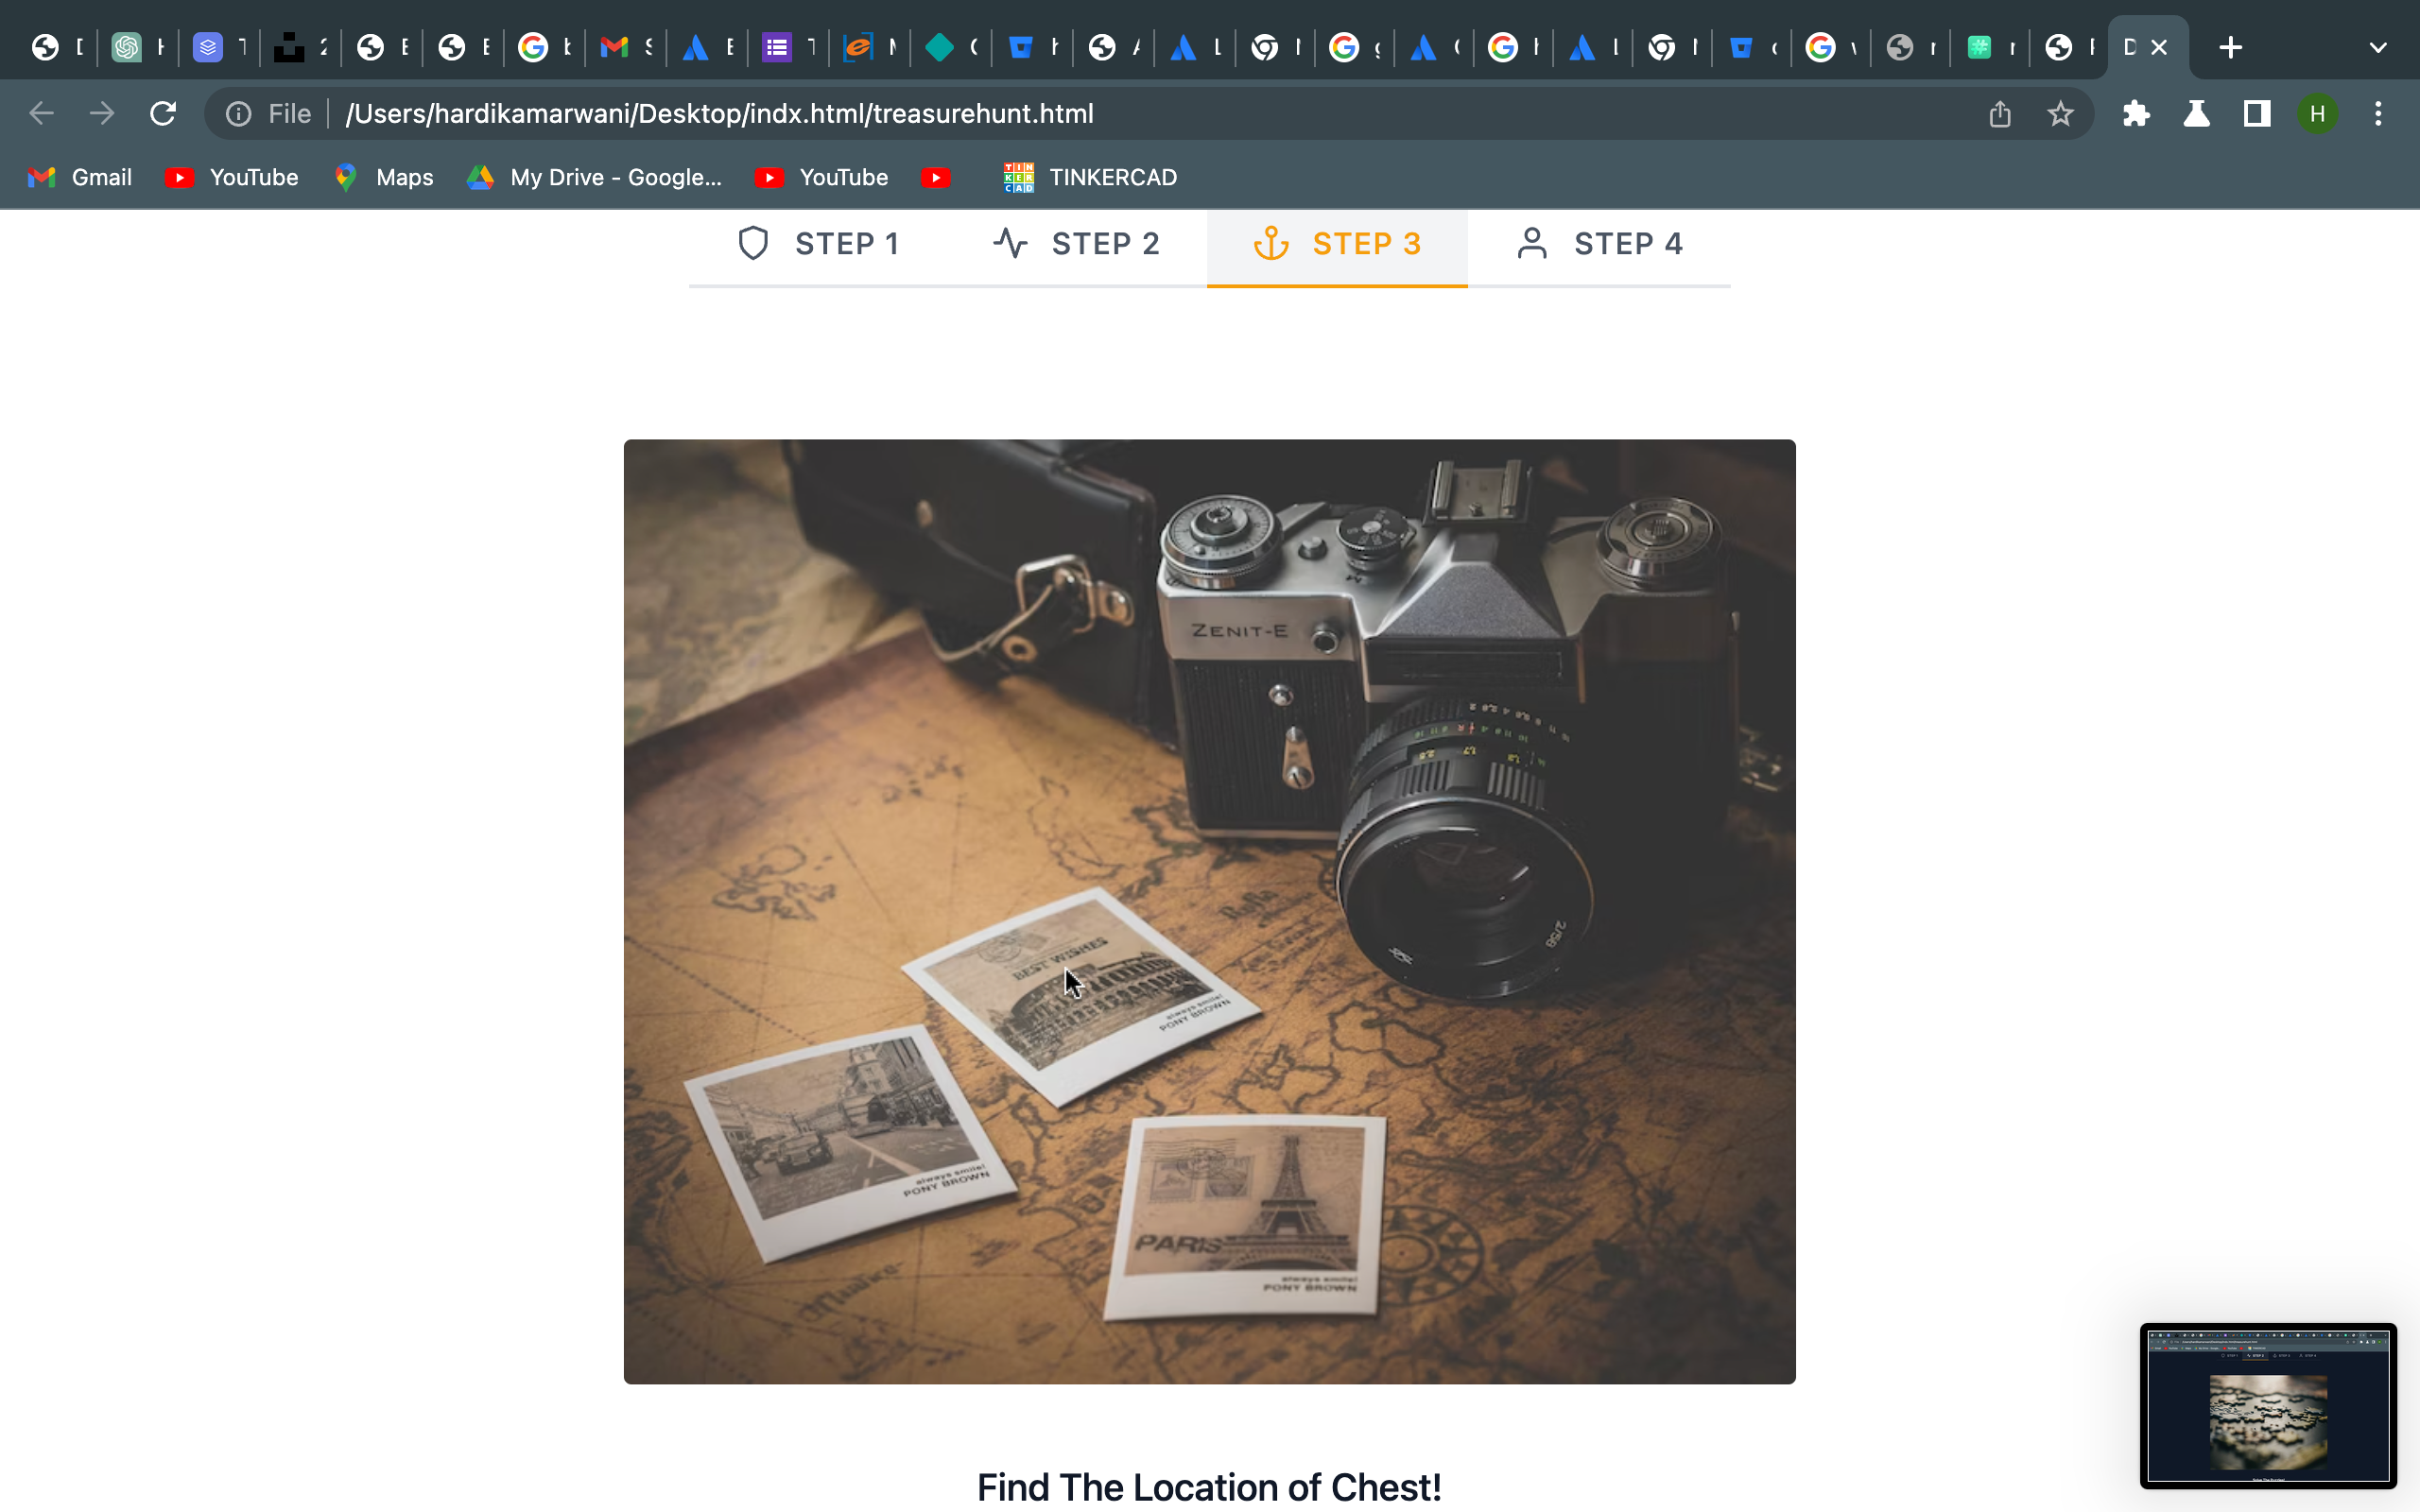 File
/Users/hardikamarwani/Desktop/indx.html/treasurehunt.html
H
Gmail
YouTube
Maps
My Drive - Google...
YouTube
TINKERCAD
STEP 1
STEP 2
STEP 3
STEP 4
ZENIT-E
BEST WISHES
always smile!
PONY BROWN
2/58
always smile!
PONY BROWN
PARIS
always smile!
PONY BROWN
Find The Location of Chest!